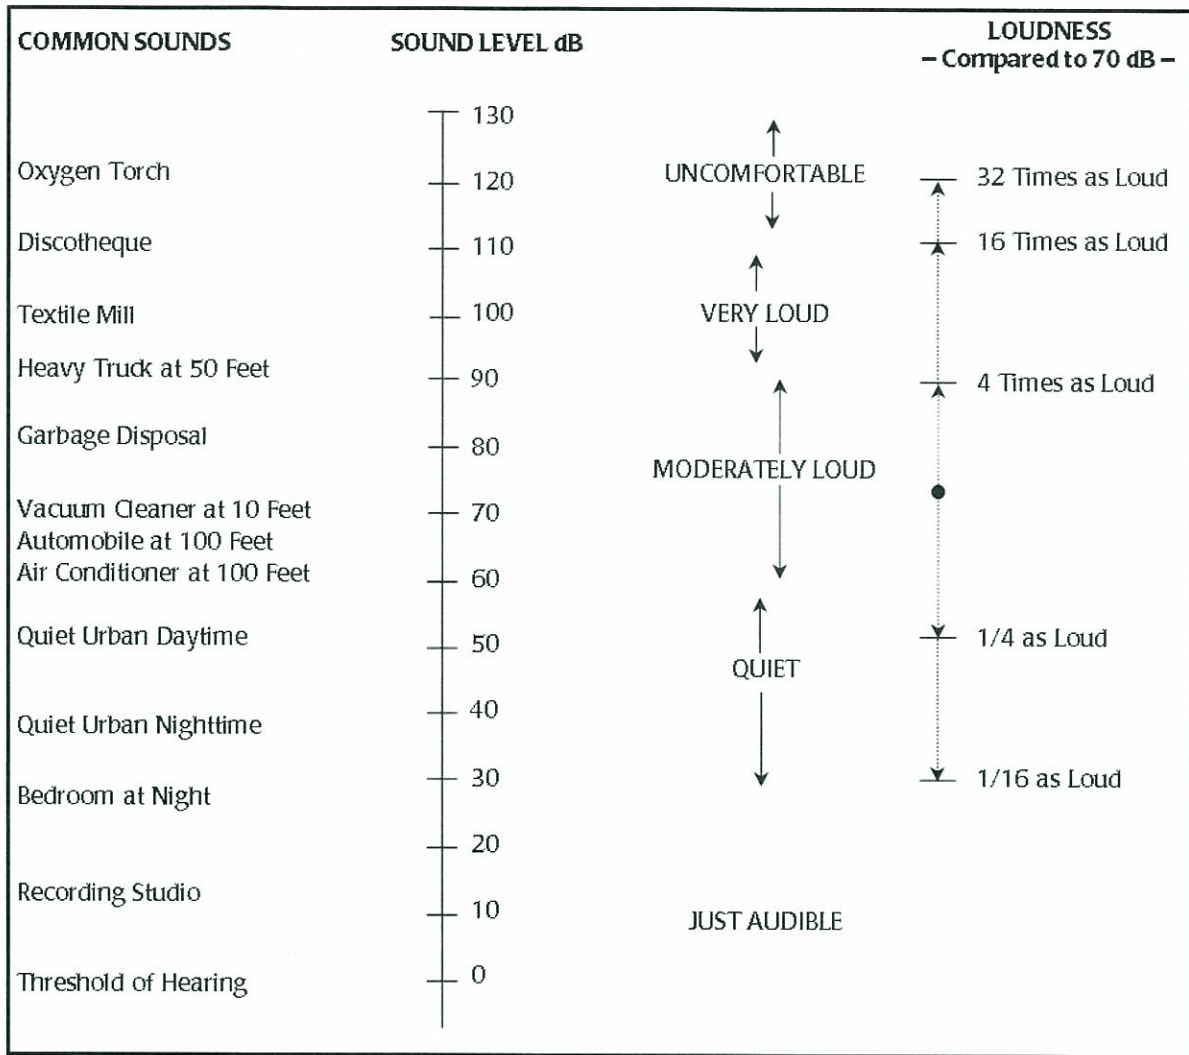 COMMON SOUNDS
SOUND LEVEL dB
LOUDNESS
– Compared to 70 dB –
130
Oxygen Torch
120
UNCOMFORTABLE
32 Times as Loud
Discotheque
110
16 Times as Loud
Textile Mill
100
VERY LOUD
Heavy Truck at 50 Feet
90
4 Times as Loud
Garbage Disposal
80
MODERATELY LOUD
Vacuum Cleaner at 10 Feet
70
Automobile at 100 Feet
Air Conditioner at 100 Feet
60
Quiet Urban Daytime
50
1/4 as Loud
QUIET
Quiet Urban Nighttime
40
30
1/16 as Loud
Bedroom at Night
20
Recording Studio
10
JUST AUDIBLE
Threshold of Hearing
0